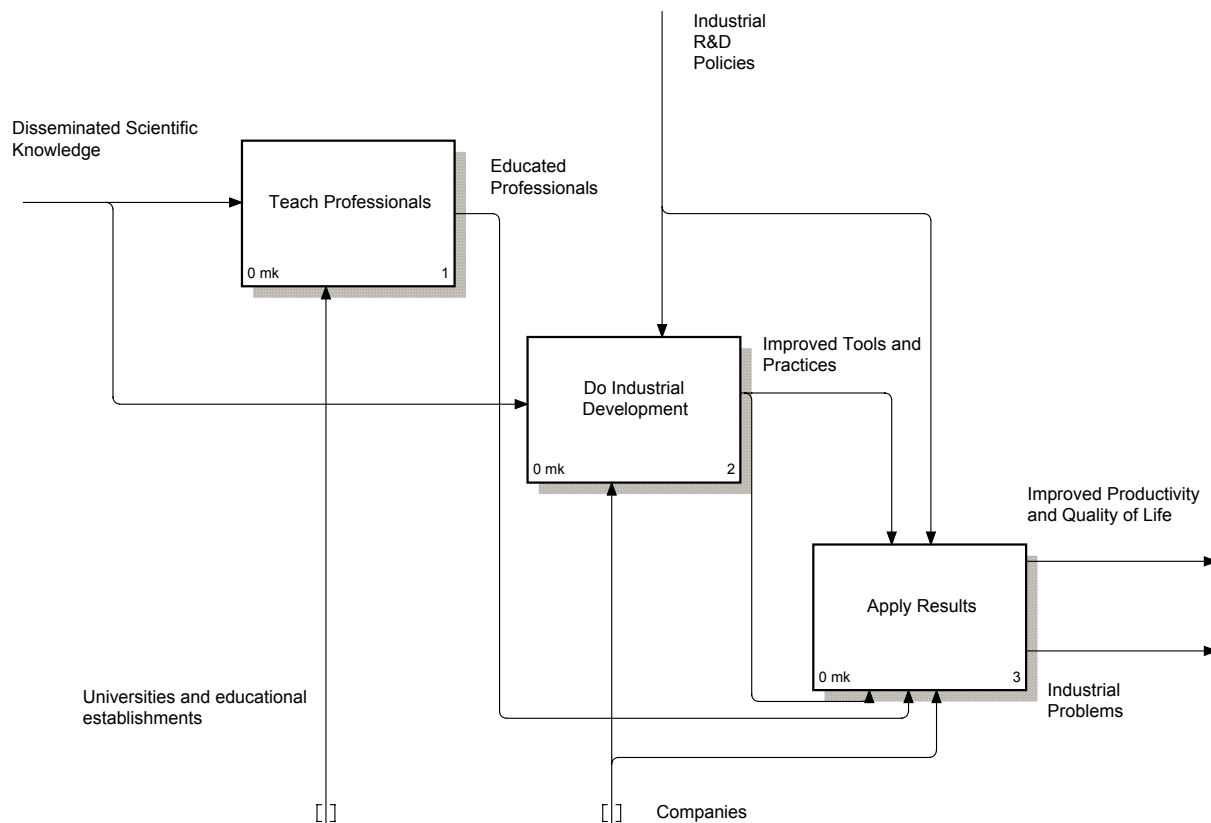 Industrial
R&D
Policies
Disseminated Scientific
Knowledge
Teach Professionals
0 mk
1
Educated
Professionals
Improved Tools and
Practices
Do Industrial
Development
0 mk
2
Improved Productivity
and Quality of Life
Apply Results
0 mk
3
Industrial
Problems
Universities and educational
establishments
Companies